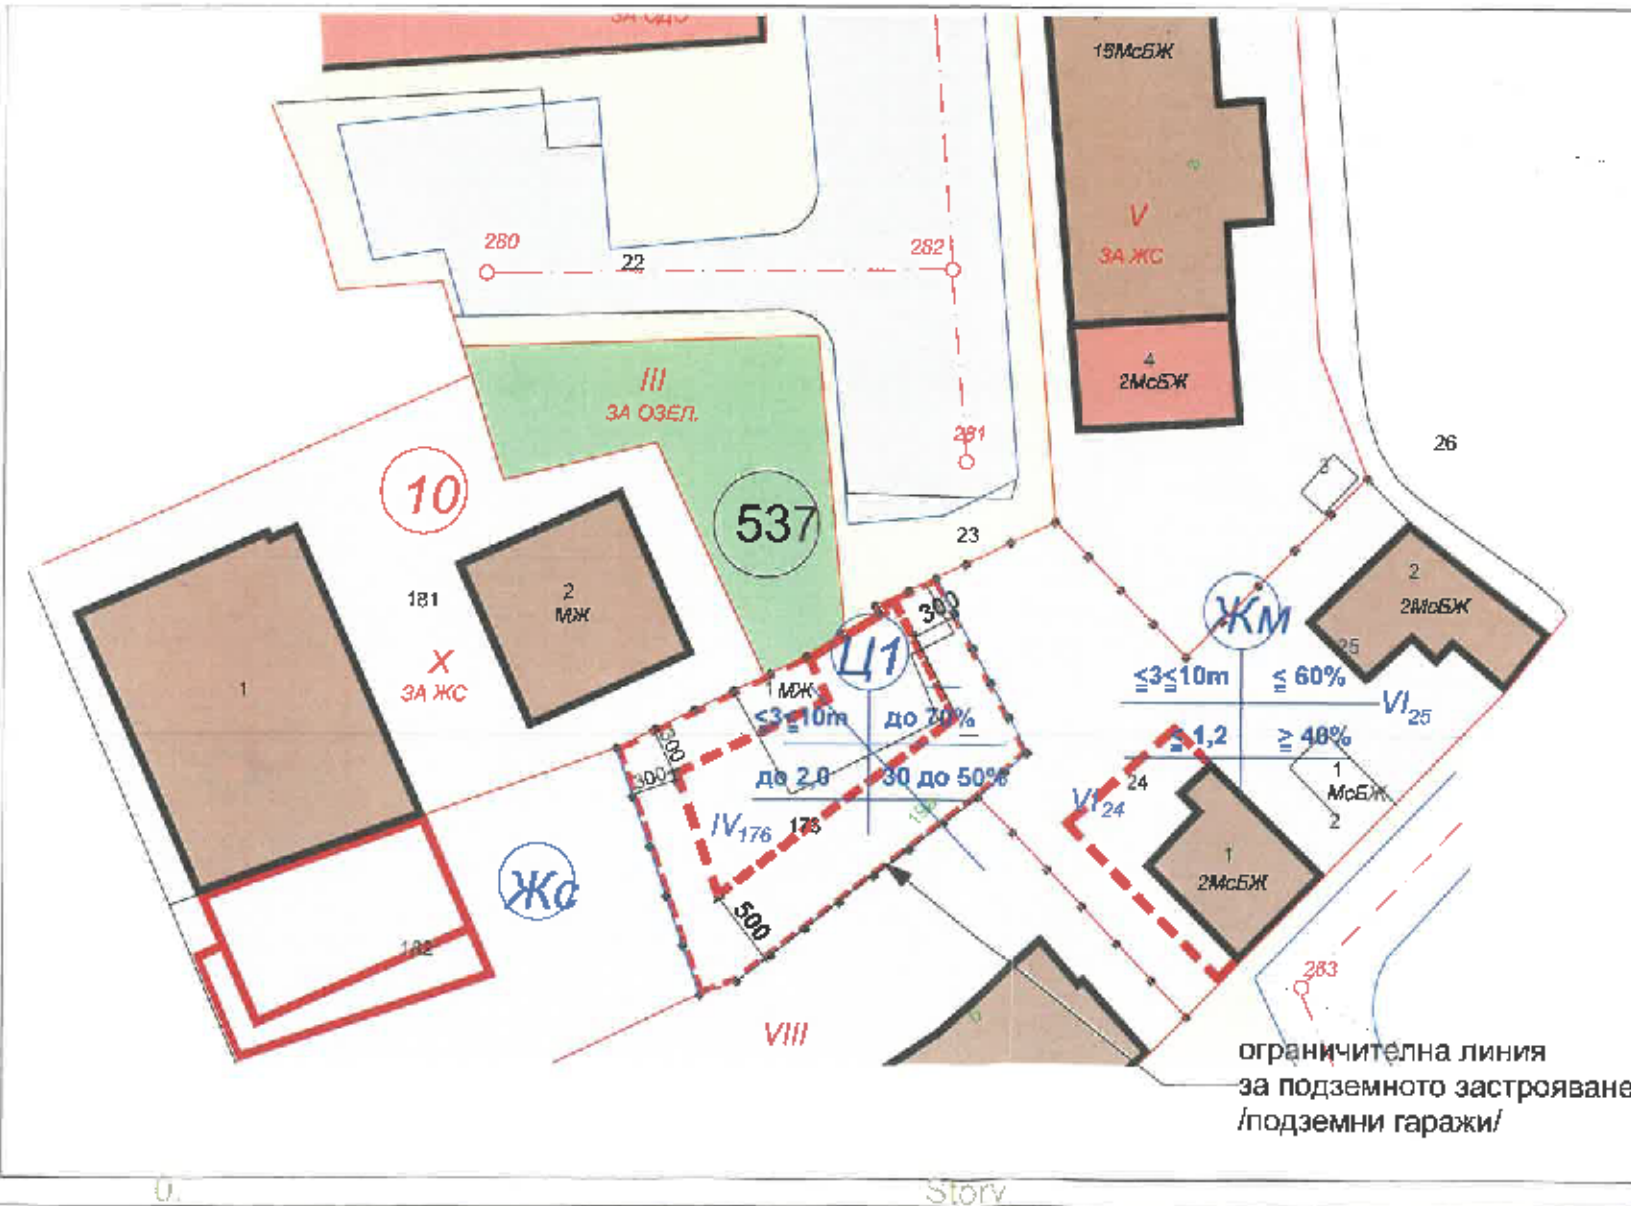 ЗА ОДО
15МсБЖ
280
22
282
V
ЗА ЖС
4
2МсБЖ
III
ЗА ОЗЕЛ.
281
26
3
10
537
23
2
2МсБЖ
181
2
МЖ
300
ЖМ
25
X
ЗА ЖС
1
1 МЖ
Ц1
≤3≤10m
≤ 60%
VI25
≤3≤10m
до 70%
300
300
≤ 1,2
≥ 40%
до 2,0
30 до 50%
24
1
МсБЖ
2
VI24
IV176
176
Жс
1
2МсБЖ
500
182
283
VIII
ограничителна линия
за подземното застрояване
/подземни гаражи/